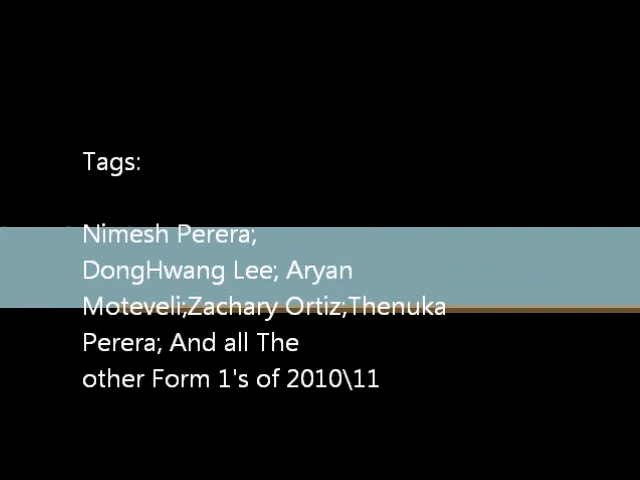 Tags:
Nimesh Perera;
DongHwang Lee; Aryan
Moteveli;Zachary Ortiz;Thenuka
Perera; And all The
other Form 1's of 2010\11